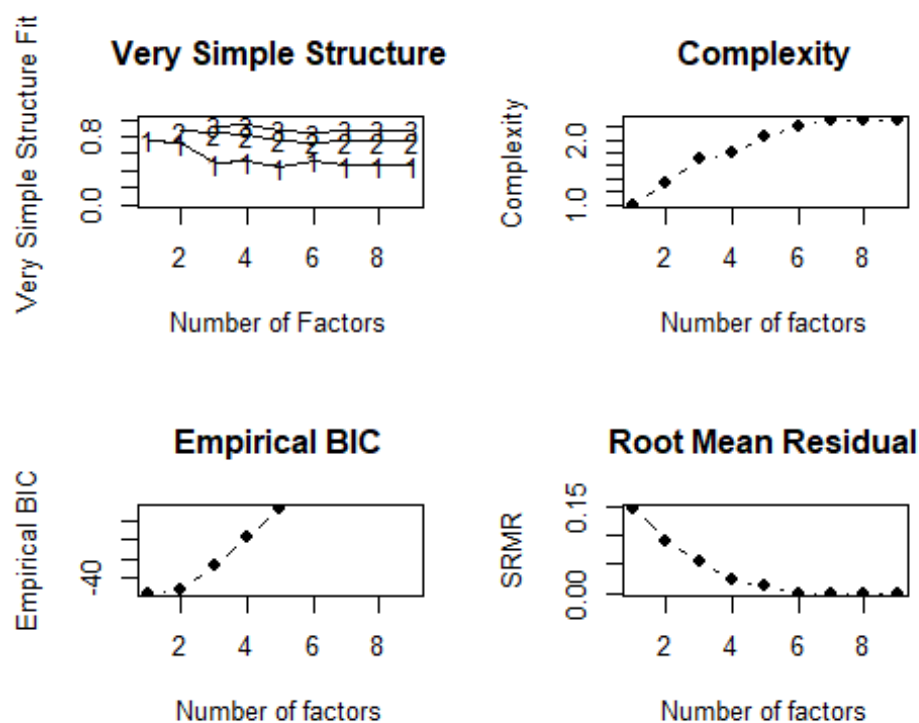 Very Simple Structure
Very Simple Structure Fit
0.8
0.0
1 1 1 1 1 1 1 1 1
2 2 2 2 2 2 2 2
3 3 3 3 3 3 3
2 4 6 8
Number of Factors
Complexity
Complexity
2.0
1.0
2 4 6 8
Number of factors
Empirical BIC
Empirical BIC
-40
2 4 6 8
Number of factors
Root Mean Residual
SRMR
0.15
0.00
2 4 6 8
Number of factors